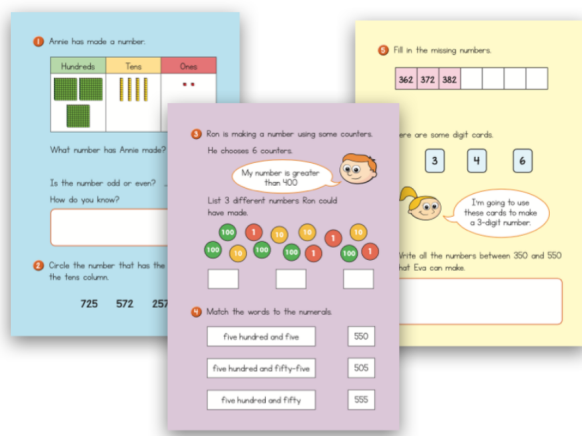 1 Annie has made a number.
Hundreds Tens Ones
What number has Annie made?
Is the number odd or even?
How do you know?
2 Circle the number that has the
the tens column.
725 572 257
3 Ron is making a number using some counters.
He chooses 6 counters.
My number is greater
than 400
List 3 different numbers Ron could
have made.
100 1 10 10 1 10
100 10 100 100 1 100 1
4 Match the words to the numerals.
five hundred and five 550
five hundred and fifty-five 505
five hundred and fifty 555
5 Fill in the missing numbers.
362 372 382
ere are some digit cards.
3 4 6
I'm going to use
these cards to make
a 3-digit number.
Write all the numbers between 350 and 550
hat Eva can make.